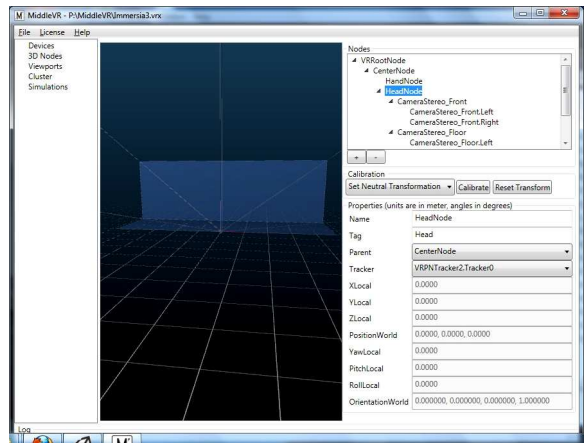 MiddleVR - P:\MiddleVR\Immersia3.vrx
File License Help
Devices
3D Nodes
Viewports
Cluster
Simulations
Nodes
VRRootNode
CenterNode
HandNode
HeadNode
CameraStereo_Front
CameraStereo_Front.Left
CameraStereo_Front.Right
CameraStereo_Floor
CameraStereo_Floor.Left
+ -
Calibration
Set Neutral Transformation Calibrate Reset Transform
Properties (units are in meter, angles in degrees)
Name HeadNode
Tag Head
Parent CenterNode
Tracker VRPNTracker2.Tracker0
XLocal 0.0000
YLocal 0.0000
ZLocal 0.0000
PositionWorld 0.0000, 0.0000, 0.0000
YawLocal 0.0000
PitchLocal 0.0000
RollLocal 0.0000
OrientationWorld 0.000000, 0.000000, 0.000000, 1.000000
Log